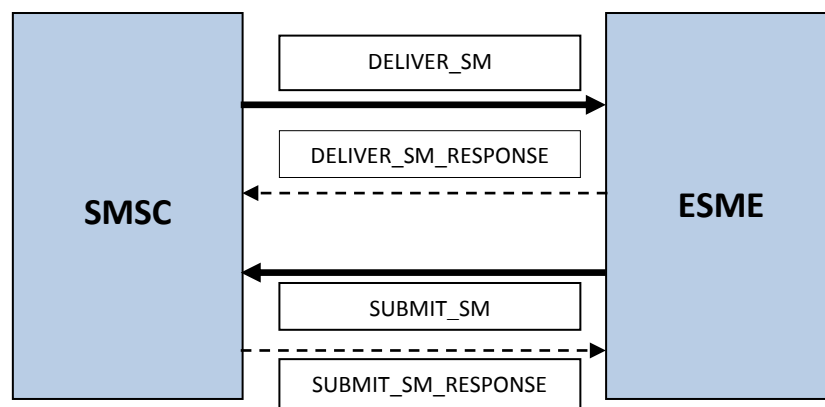 DELIVER_SM
DELIVER_SM_RESPONSE
SMSC
ESME
SUBMIT_SM
SUBMIT_SM_RESPONSE